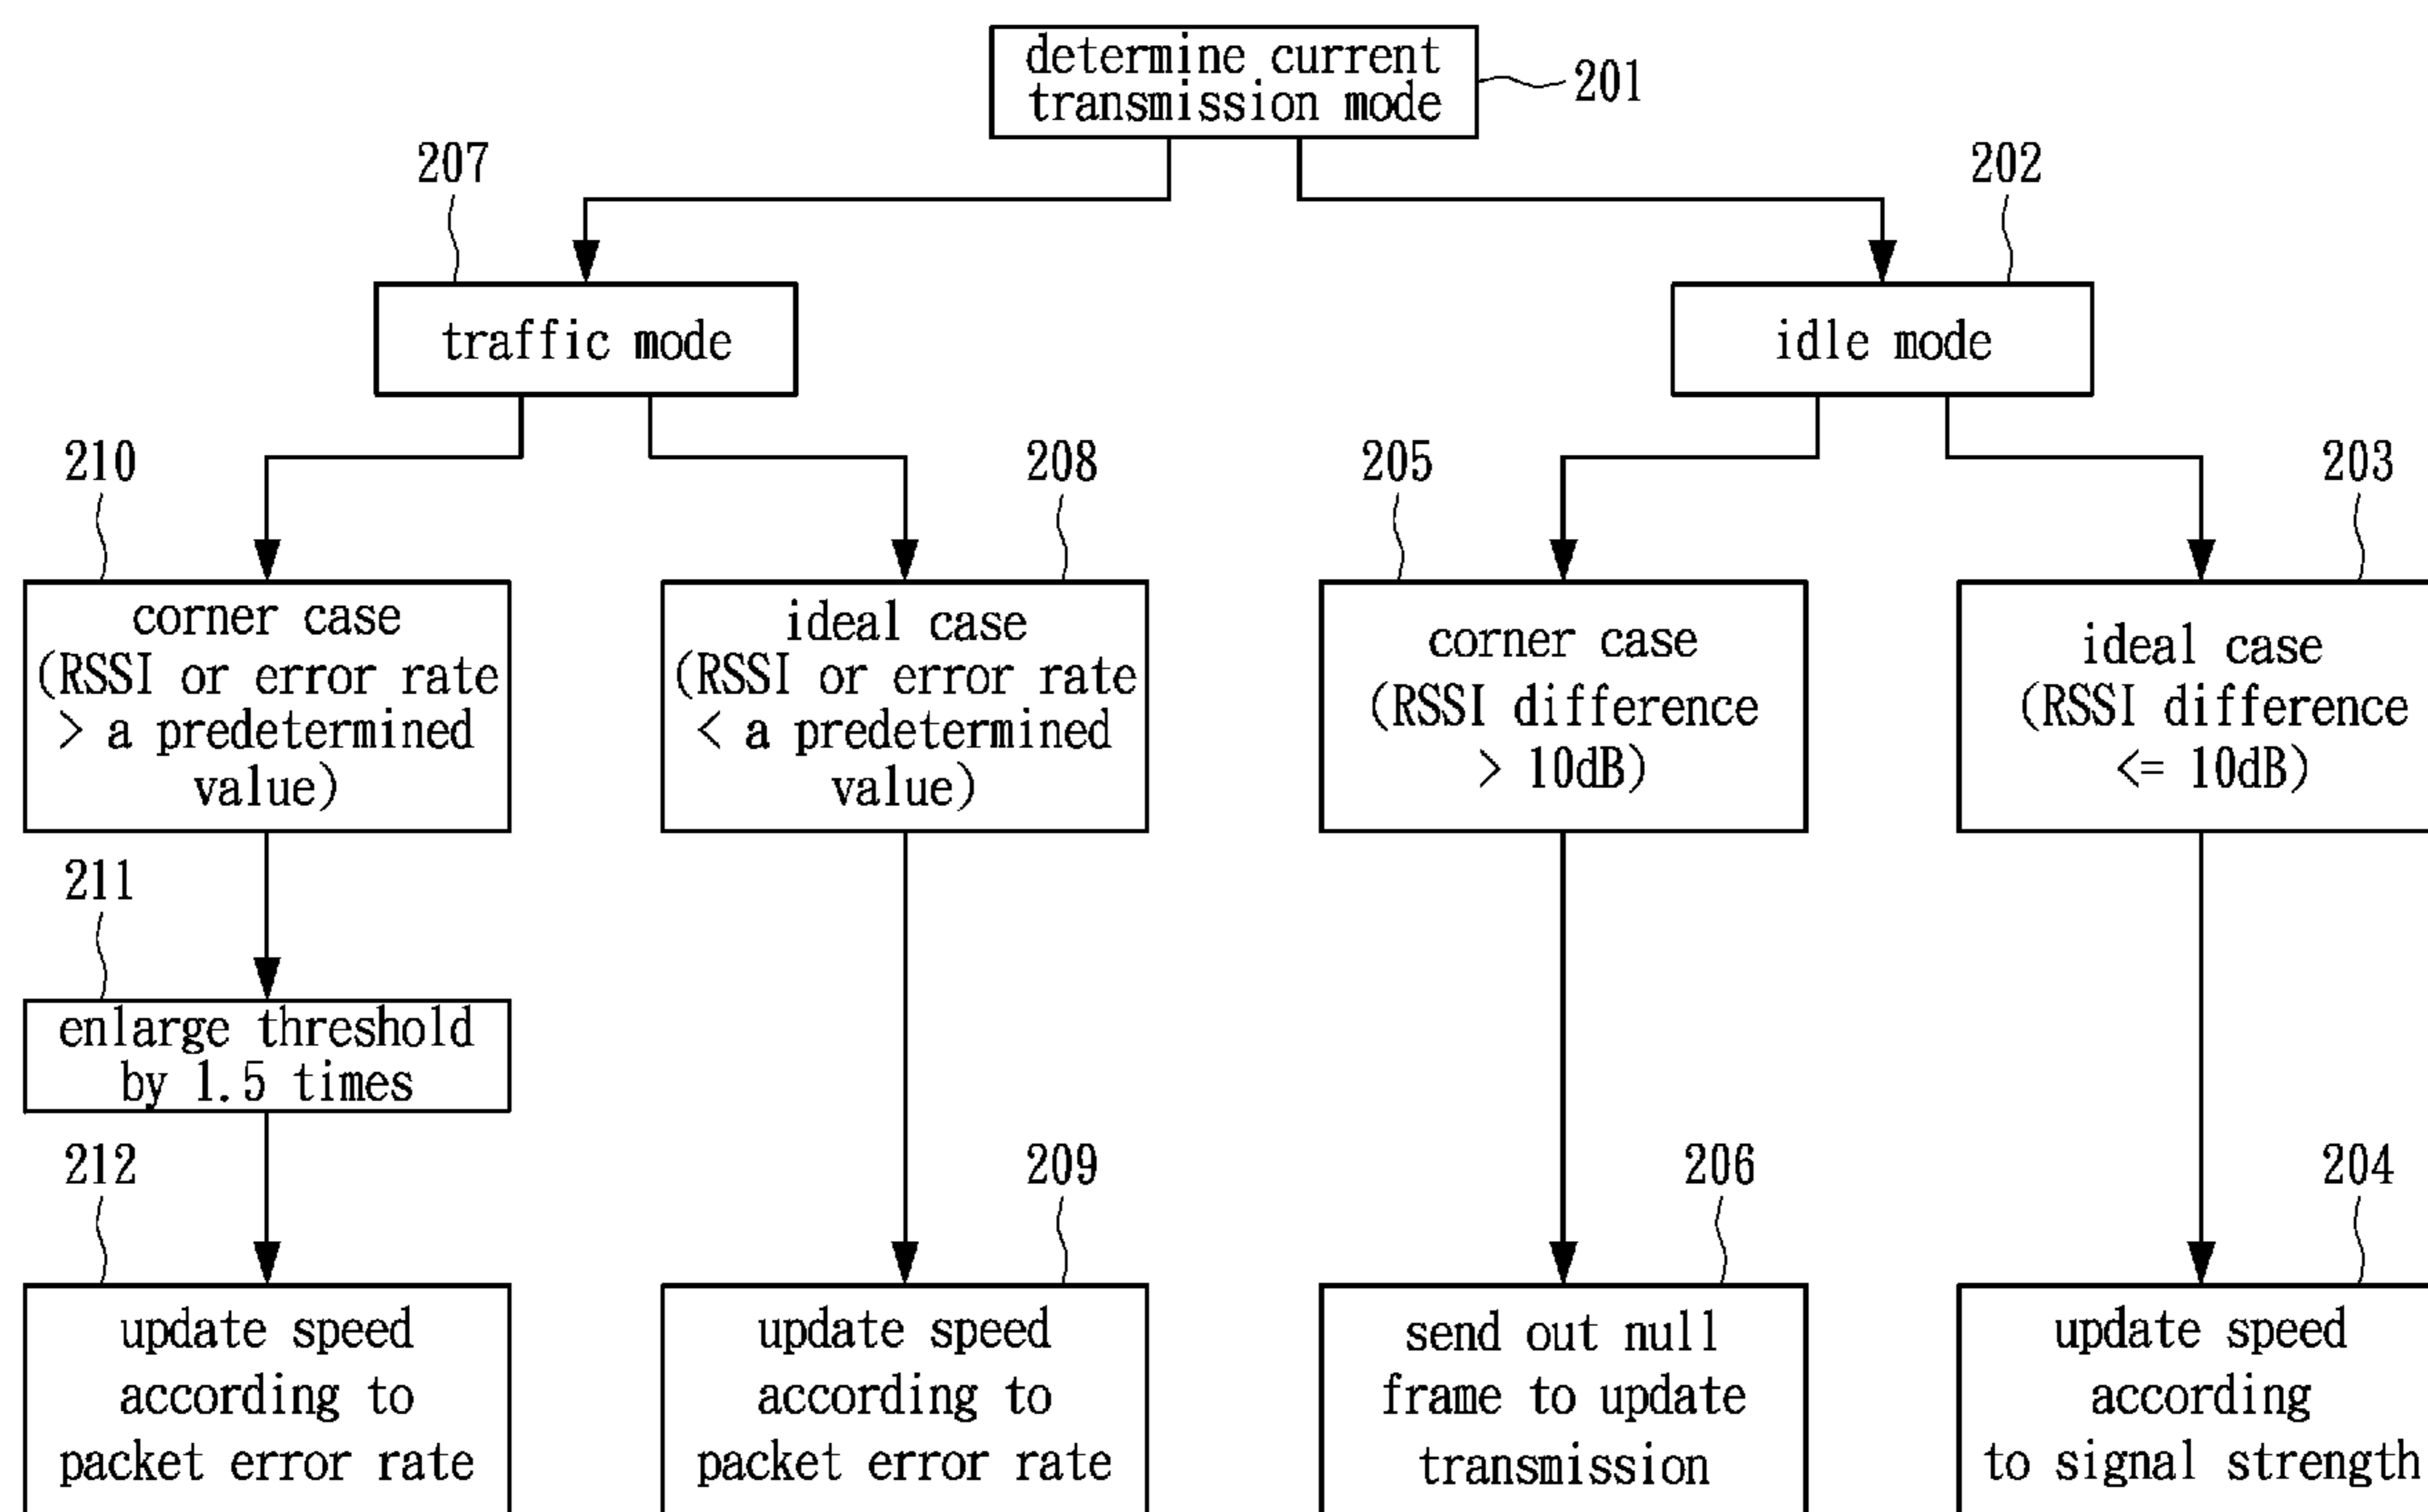 determine current
transmission mode
201
207
202
traffic mode
idle mode
210
208
205
203
corner case
(RSSI or error rate
> a predetermined
value)
ideal case
(RSSI or error rate
< a predetermined
value)
corner case
(RSSI difference
> 10dB)
ideal case
(RSSI difference
<= 10dB)
211
enlarge threshold
by 1.5 times
212
209
206
204
update speed
according to
packet error rate
update speed
according to
packet error rate
send out null
frame to update
transmission
update speed
according
to signal strength